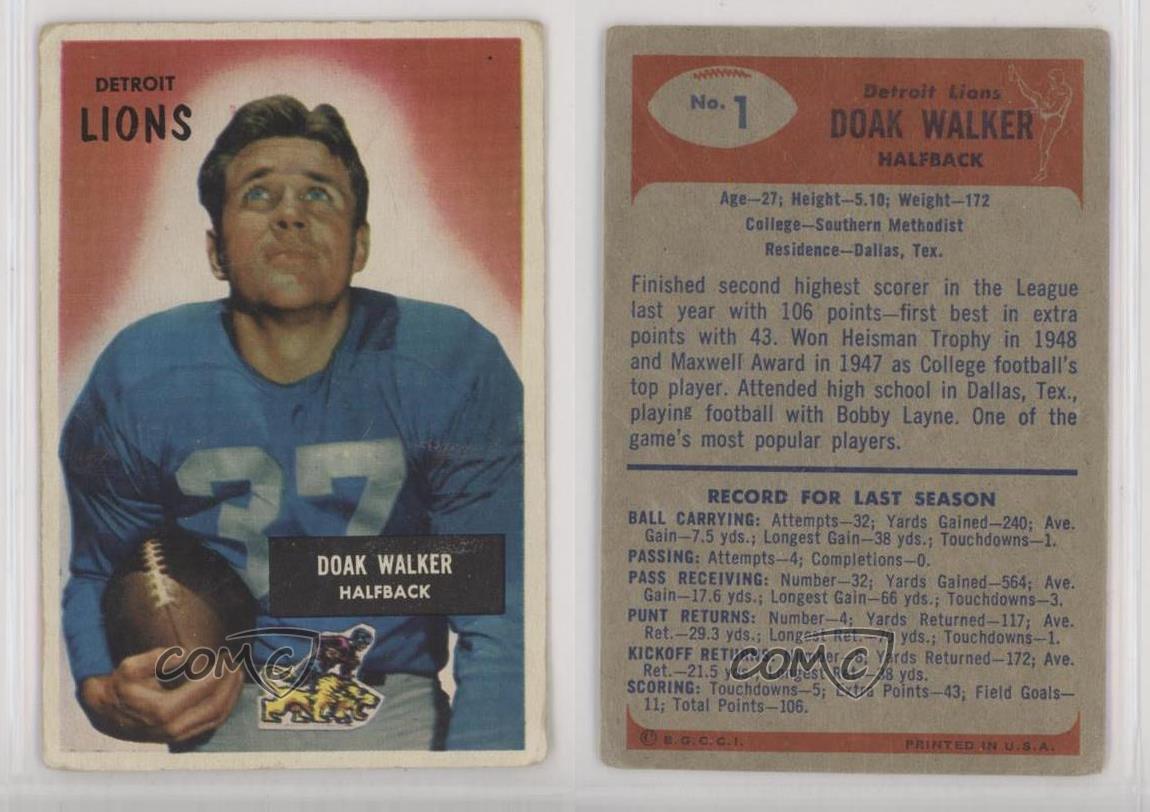 DETROIT
LIONS
37
DOAK WALKER
HALFBACK
COMC
No. 1
Detroit Lions
DOAK WALKER
HALFBACK
Age—27; Height—5.10; Weight—172
College—Southern Methodist
Residence—Dallas, Tex.
Finished second highest scorer in the League
last year with 106 points—first best in extra
points with 43. Won Heisman Trophy in 1948
and Maxwell Award in 1947 as College football's
top player. Attended high school in Dallas, Tex.,
playing football with Bobby Layne. One of the
game's most popular players.
RECORD FOR LAST SEASON
BALL CARRYING: Attempts—32; Yards Gained—240; Ave.
Gain—7.5 yds.; Longest Gain—38 yds.; Touchdowns—1.
PASSING: Attempts—4; Completions—0.
PASS RECEIVING: Number—32; Yards Gained—564; Ave.
Gain—17.6 yds.; Longest Gain—66 yds.; Touchdowns—3.
PUNT RETURNS: Number—4; Yards Returned—117; Ave.
Ret.—29.3 yds.; Longest Ret.— yds.; Touchdowns—1.
KICKOFF RETURNS: Number—8; Yards Returned—172; Ave.
Ret.—21.5 yds.; Longest Ret.—38 yds.
SCORING: Touchdowns—5; Extra Points—43; Field Goals—
11; Total Points—106.
COMC
© B.G.C.C.I.
PRINTED IN U.S.A.